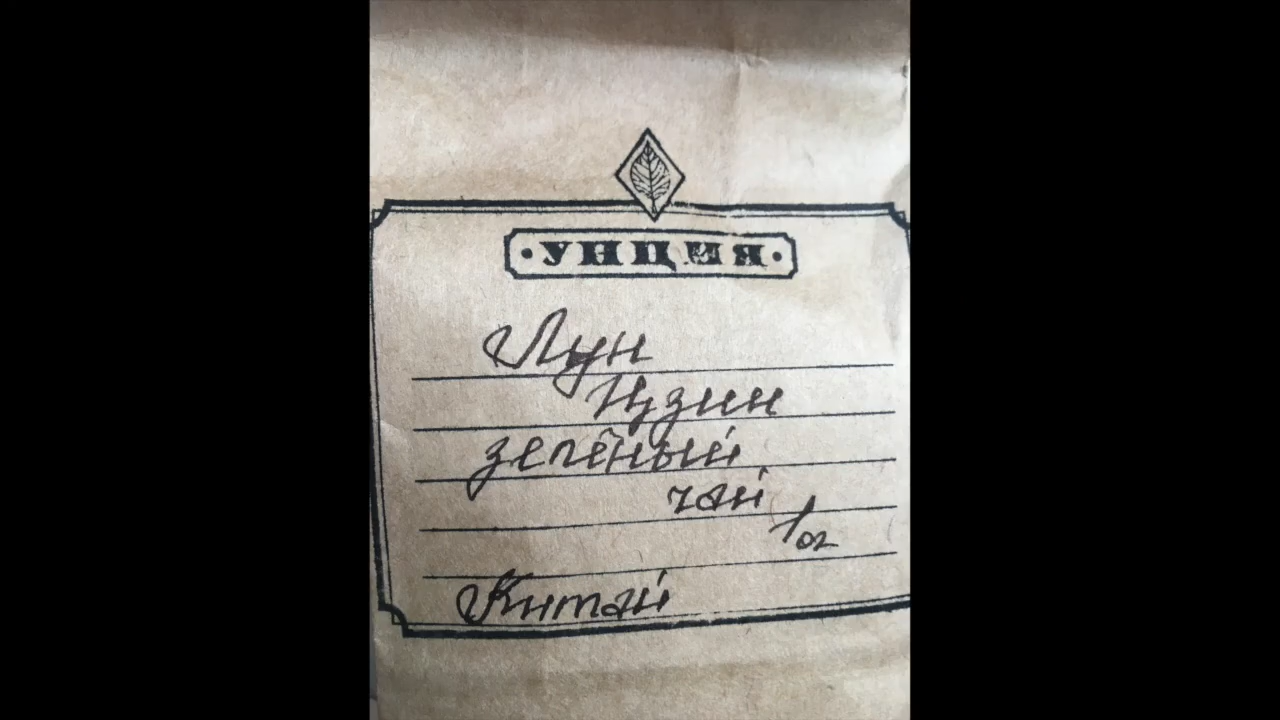 ·УНЦИЯ·
Лун
Цзин
зелёный
чай
1 oz
Китай